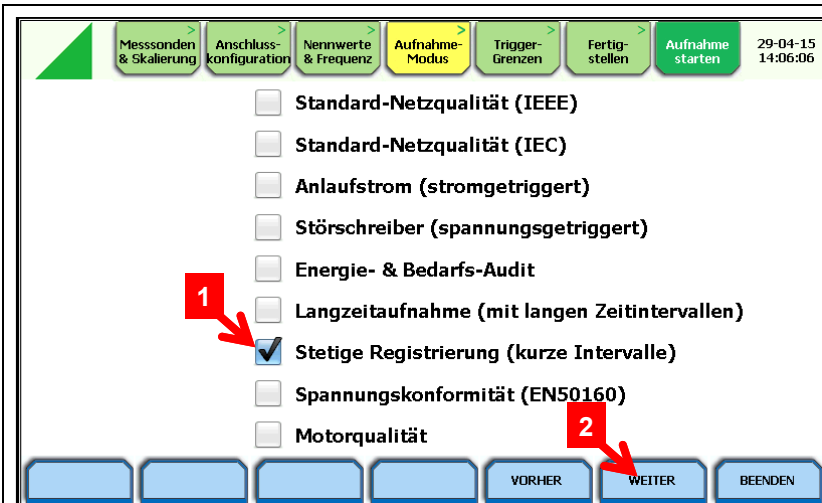 Messsonden
& Skalierung
>
Anschluss-
konfiguration
>
Nennwerte
& Frequenz
>
Aufnahme-
Modus
>
Trigger-
Grenzen
>
Fertig-
stellen
>
Aufnahme
starten
29-04-15
14:06:06
Standard-Netzqualität (IEEE)
Standard-Netzqualität (IEC)
Anlaufstrom (stromgetriggert)
Störschreiber (spannungsgetriggert)
Energie- & Bedarfs-Audit
1
Langzeitaufnahme (mit langen Zeitintervallen)
Stetige Registrierung (kurze Intervalle)
Spannungskonformität (EN50160)
2
Motorqualität
VORHER
WEITER
BEENDEN